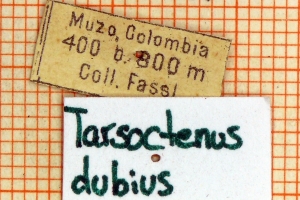 Muzo, Colombia
400 b. 800 m
Coll. Fassl
Tarsoctenus
dubius